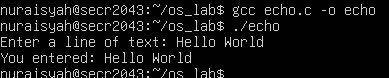 nuraisyah@secr2043:~/os_lab$ gcc echo.c -o echo
nuraisyah@secr2043:~/os_lab$ ./echo
Enter a line of text: Hello World
You entered: Hello World
nuraisyah@secr2043:~/os_lab$